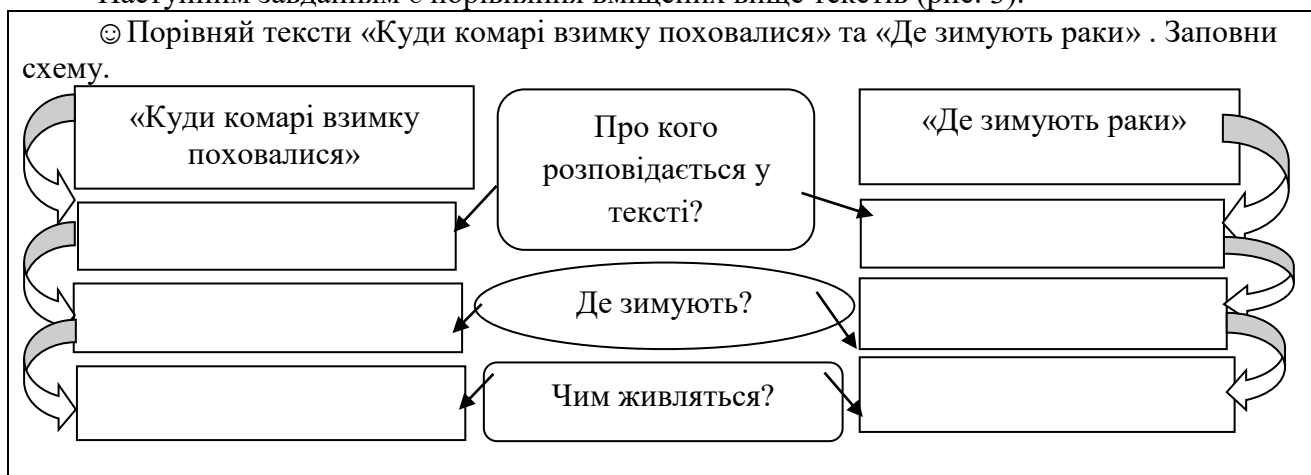 Наступним завданням є порівняння вміщених вище текстів (рис. 3).
☺Порівняй тексти «Куди комарі взимку поховалися» та «Де зимують раки» . Заповни
схему.
«Куди комарі взимку
поховалися»
Про кого
розповідається у
тексті?
«Де зимують раки»
Де зимують?
Чим живляться?